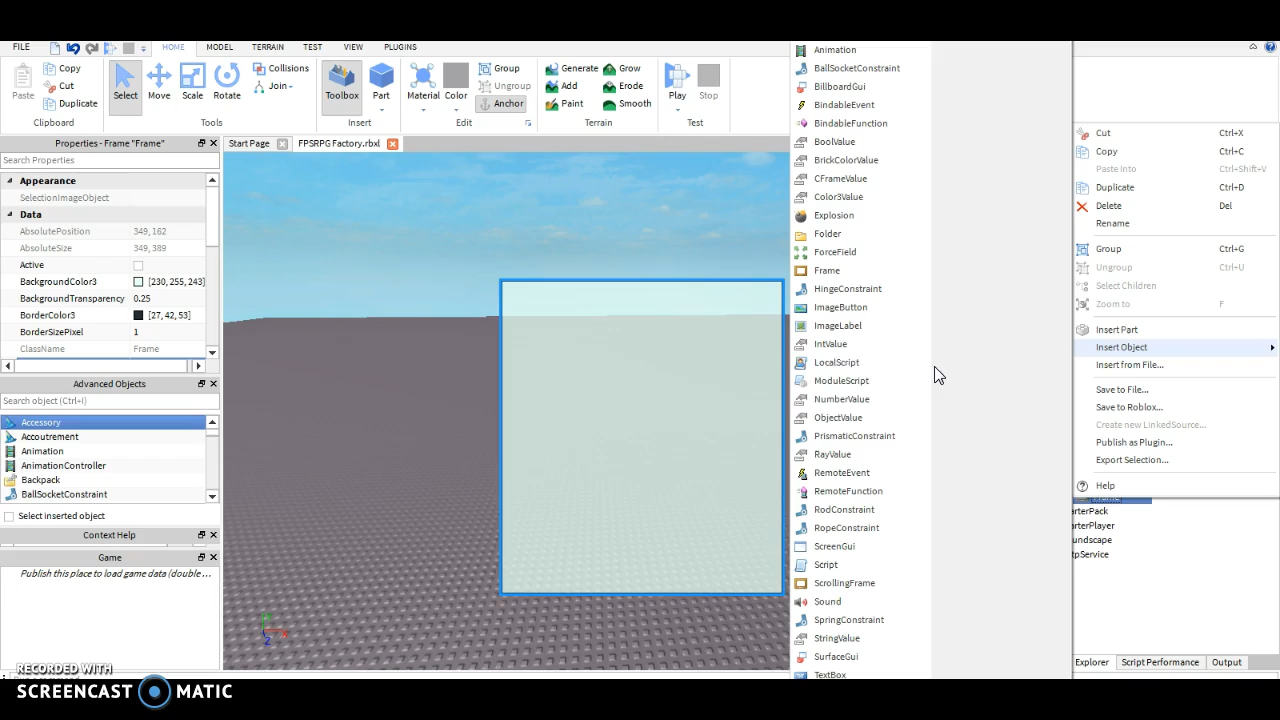 FILE
HOME
MODEL
TERRAIN
TEST
VIEW
PLUGINS
Paste
Copy
Cut
Duplicate
Clipboard
Select
Move
Scale
Rotate
Collisions
Join
Tools
Toolbox
Part
Insert
Material
Color
Group
Ungroup
Anchor
Edit
Generate
Add
Paint
Grow
Erode
Smooth
Terrain
Play
Stop
Test
Properties - Frame "Frame"
Search Properties
Appearance
SelectionImageObject
Data
AbsolutePosition 349, 162
AbsoluteSize 349, 389
Active
BackgroundColor3 [230,255,243]
BackgroundTransparency 0.25
BorderColor3 [27,42,53]
BorderSizePixel 1
ClassName Frame
Advanced Objects
Search object (Ctrl+I)
Accessory
Accoutrement
Animation
AnimationController
Backpack
BallSocketConstraint
Select inserted object
Context Help
Game
Publish this place to load game data (double ...
Start Page
FPSRPG Factory.rbxl
Z
Animation
BallSocketConstraint
BillboardGui
BindableEvent
BindableFunction
BoolValue
BrickColorValue
CFrameValue
Color3Value
Explosion
Folder
ForceField
Frame
HingeConstraint
ImageButton
ImageLabel
IntValue
LocalScript
ModuleScript
NumberValue
ObjectValue
PrismaticConstraint
RayValue
RemoteEvent
RemoteFunction
RodConstraint
RopeConstraint
ScreenGui
Script
ScrollingFrame
Sound
SpringConstraint
StringValue
SurfaceGui
TextBox
Cut Ctrl+X
Copy Ctrl+C
Paste Into Ctrl+Shift+V
Duplicate Ctrl+D
Delete Del
Rename
Group Ctrl+G
Ungroup Ctrl+U
Select Children
Zoom to F
Insert Part
Insert Object
Insert from File...
Save to File...
Save to Roblox...
Create new LinkedSource...
Publish as Plugin...
Export Selection...
Help
Frame
arterPack
arterPlayer
undscape
tpService
Explorer
Script Performance
Output
RECORDED WITH
SCREENCAST MATIC